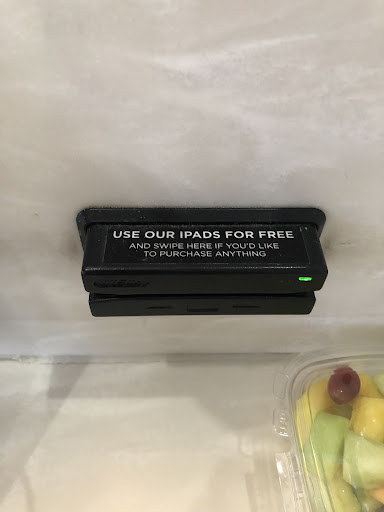 USE OUR IPADS FOR FREE
AND SWIPE HERE IF YOU'D LIKE
TO PURCHASE ANYTHING